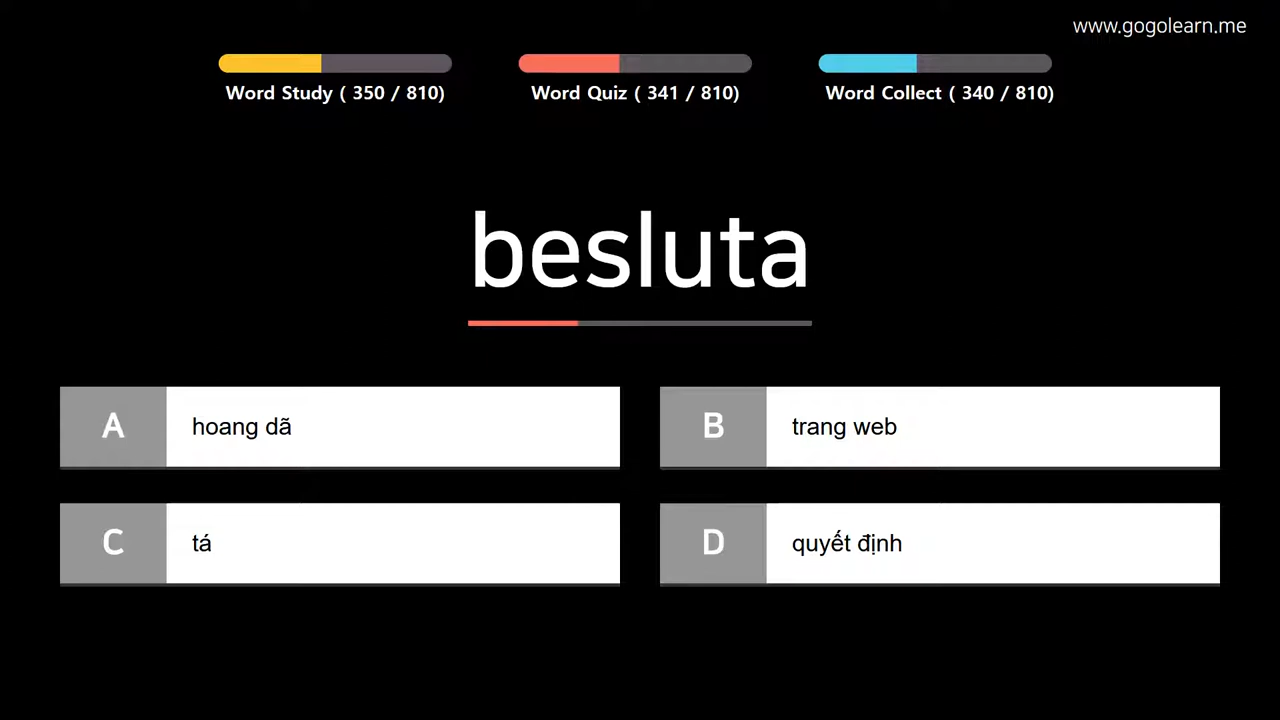 www.gogolearn.me
Word Study ( 350 / 810)
Word Quiz ( 341 / 810)
Word Collect ( 340 / 810)
besluta
A hoang dã
B trang web
C tá
D quyết định